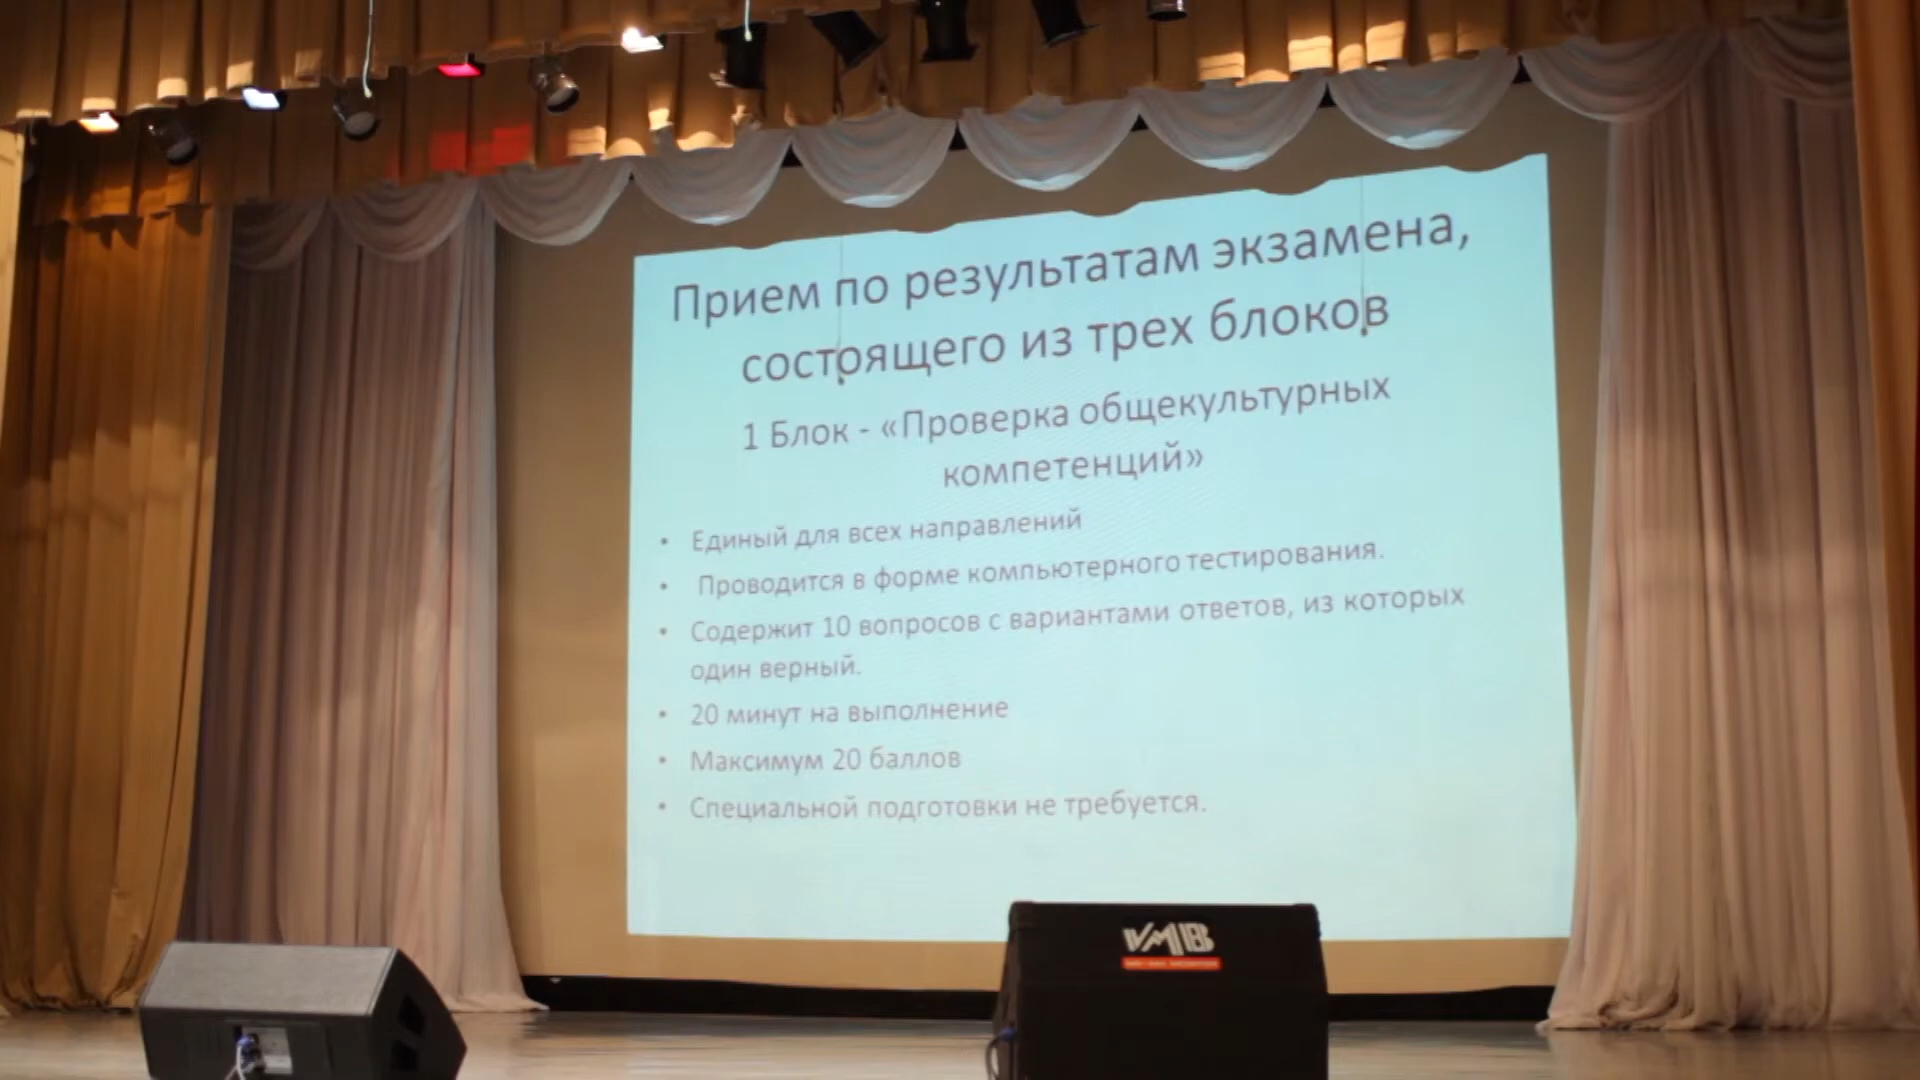 Прием по результатам экзамена,
состоящего из трех блоков
1 Блок - «Проверка общекультурных
компетенций»
• Единый для всех направлений
• Проводится в форме компьютерного тестирования.
• Содержит 10 вопросов с вариантами ответов, из которых
один верный.
• 20 минут на выполнение
• Максимум 20 баллов
• Специальной подготовки не требуется.
VMB